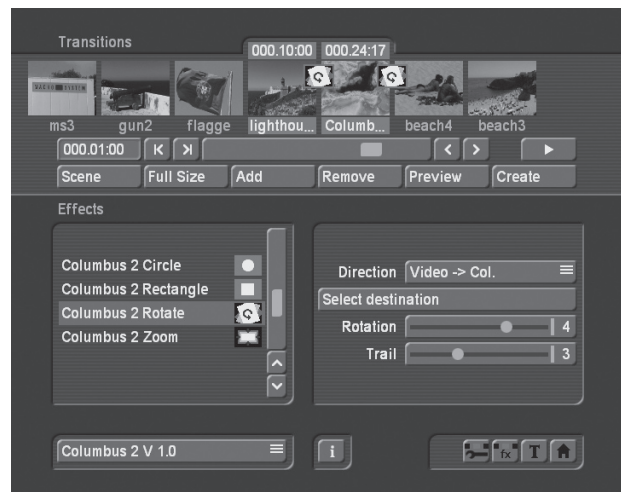 Transitions
000.10:00 000.24:17
ms3 gun2 flagge lighthou... Columb... beach4 beach3
000.01:00
Scene Full Size Add Remove Preview Create
Effects
Columbus 2 Circle
Columbus 2 Rectangle
Columbus 2 Rotate
Columbus 2 Zoom
Direction Video -> Col.
Select destination
Rotation 4
Trail 3
Columbus 2 V 1.0 i fx T